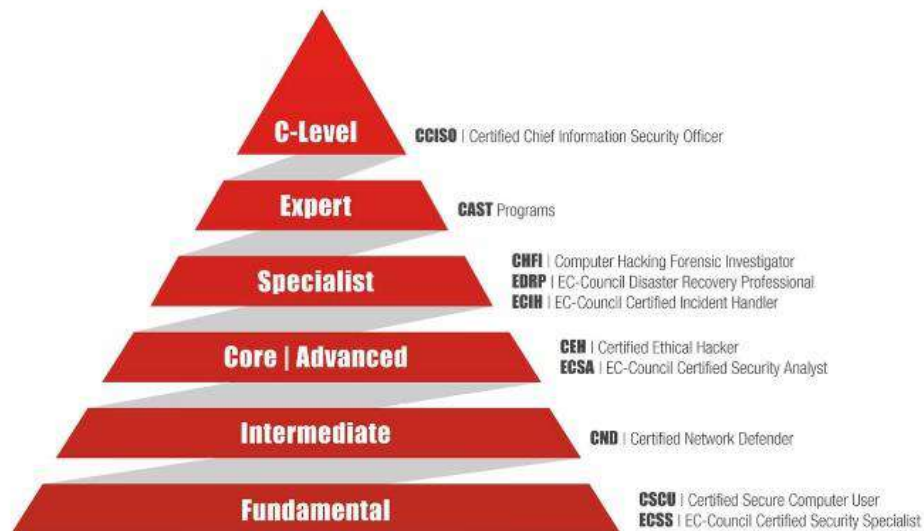 C-Level
CCISO | Certified Chief Information Security Officer
Expert
CAST Programs
Specialist
CHFI | Computer Hacking Forensic Investigator
EDRP | EC-Council Disaster Recovery Professional
ECIH | EC-Council Certified Incident Handler
Core | Advanced
CEH | Certified Ethical Hacker
ECSA | EC-Council Certified Security Analyst
Intermediate
CND | Certified Network Defender
Fundamental
CSCU | Certified Secure Computer User
ECSS | EC-Council Certified Security Specialist